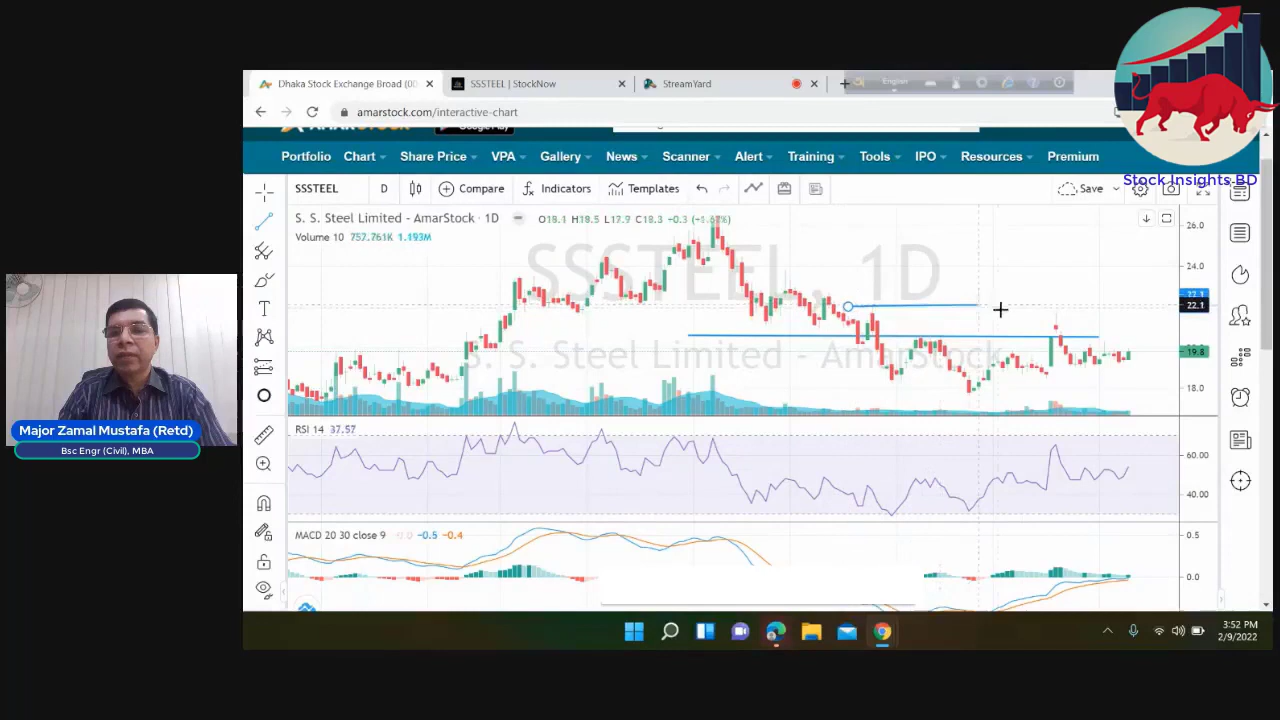 Dhaka Stock Exchange Broad (08
SSSTEEL | StockNow
StreamYard
English
amarstock.com/interactive-chart
Portfolio Chart Share Price VPA Gallery News Scanner Alert Training Tools IPO Resources Premium
Stock Insights BD
SSSTEEL D Compare Indicators Templates Save
S. S. Steel Limited - AmarStock · 1D O18.1 H18.5 L17.9 C18.3 -0.3
Volume 10 757.761K 1.193M
SSSTEEL, 1D
S. S. Steel Limited - AmarStock
26.0
24.0
22.1
19.8
18.0
RSI 14 37.57
60.00
40.00
MACD 20 30 close 9 -0.5 -0.4
0.5
0.0
Major Zamal Mustafa (Retd)
Bsc Engr (Civil), MBA
3:52 PM
2/9/2022